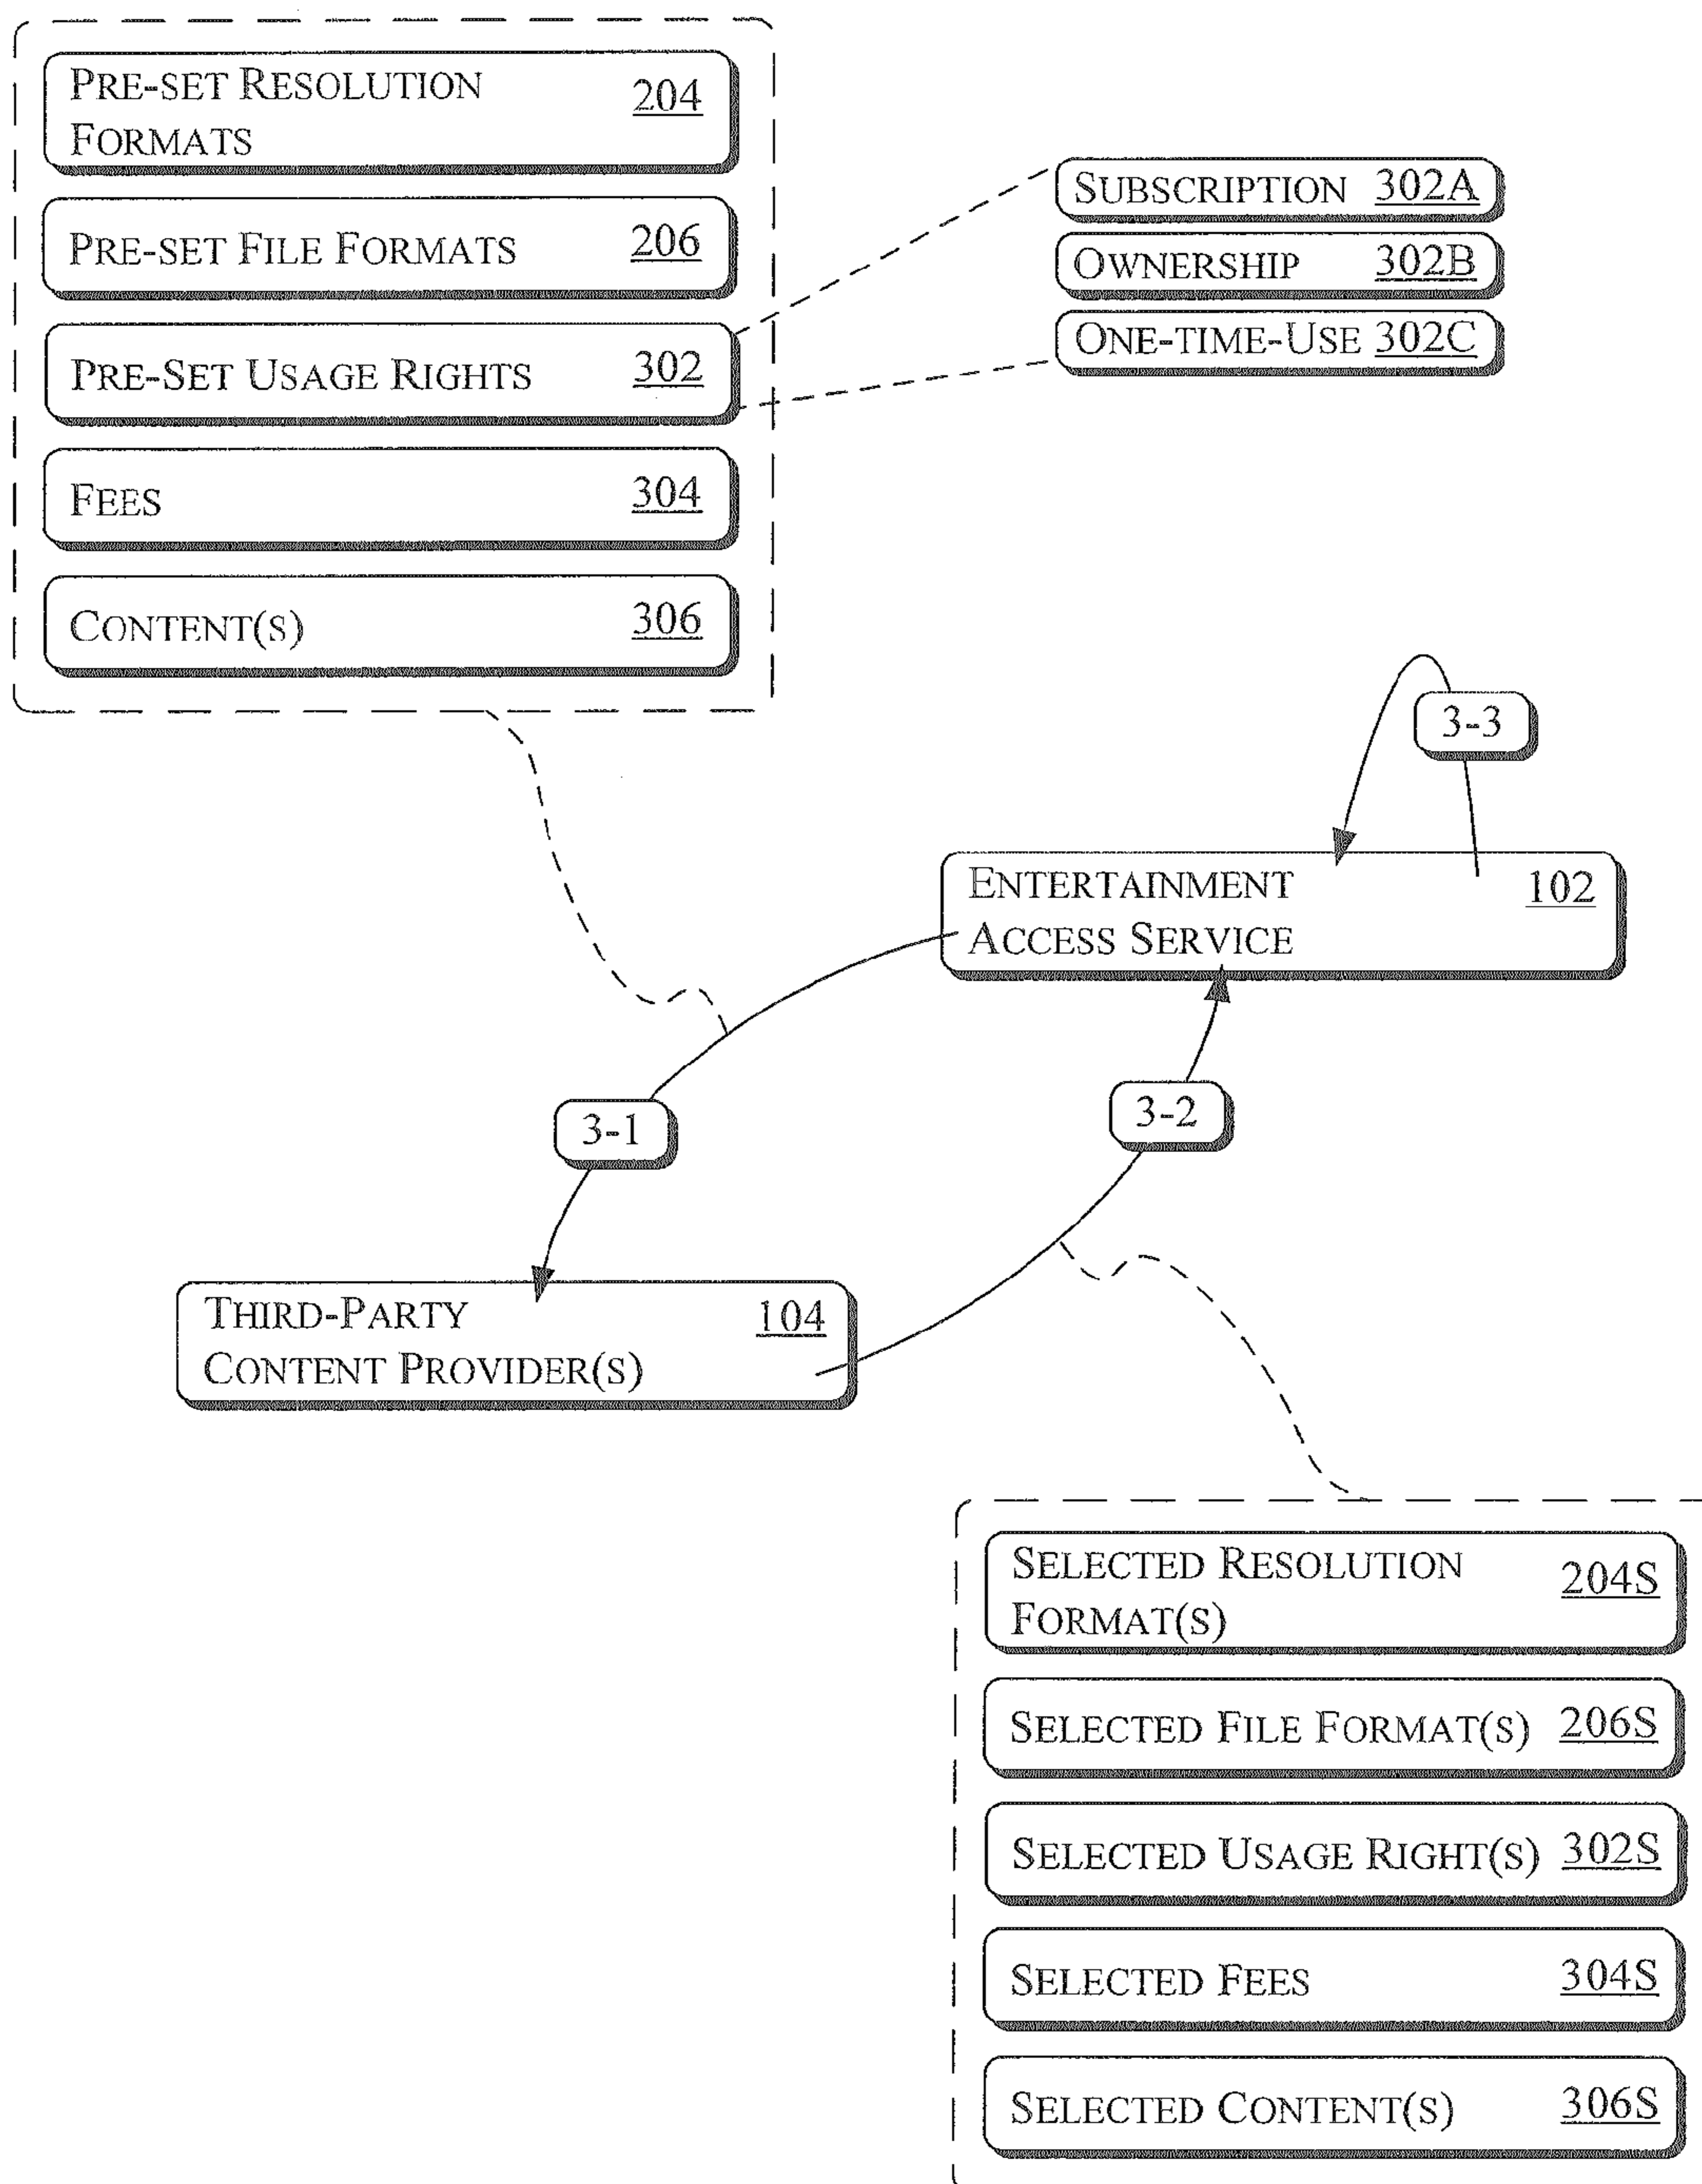 PRE-SET RESOLUTION 204
FORMATS
PRE-SET FILE FORMATS 206
PRE-SET USAGE RIGHTS 302
FEES 304
CONTENT(S) 306
SUBSCRIPTION 302A
OWNERSHIP 302B
ONE-TIME-USE 302C
3-3
ENTERTAINMENT 102
ACCESS SERVICE
3-1
3-2
THIRD-PARTY 104
CONTENT PROVIDER(S)
SELECTED RESOLUTION 204S
FORMAT(S)
SELECTED FILE FORMAT(S) 206S
SELECTED USAGE RIGHT(S) 302S
SELECTED FEES 304S
SELECTED CONTENT(S) 306S